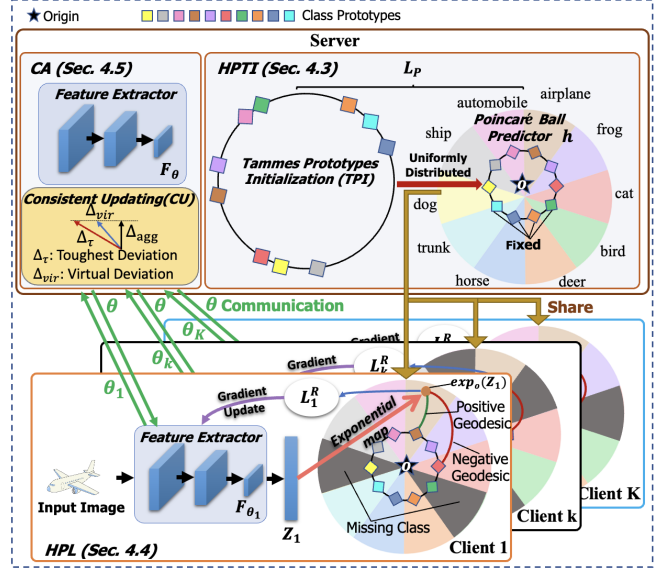 Origin
Class Prototypes
Server
CA (Sec. 4.5)
Feature Extractor
F_θ
Consistent Updating(CU)
Δ_vir
Δ_τ
Δ_agg
Δ_τ: Toughest Deviation
Δ_vir: Virtual Deviation
HPTI (Sec. 4.3)
L_P
Tammes Prototypes
Initialization (TPI)
Uniformly
Distributed
Poincaré Ball
Predictor h
airplane
automobile
ship
frog
cat
dog
bird
trunk
horse
deer
O
Fixed
θ
θ
θ
Communication
θ_K
θ_k
θ_1
Share
Gradient
L_k^R
Gradient
Update
L_1^R
exp_o(Z_1)
Exponential
map
Positive
Geodesic
Negative
Geodesic
O
Feature Extractor
F_θ1
Z_1
Input Image
Missing Class
HPL (Sec. 4.4)
Client 1
Client k
Client K